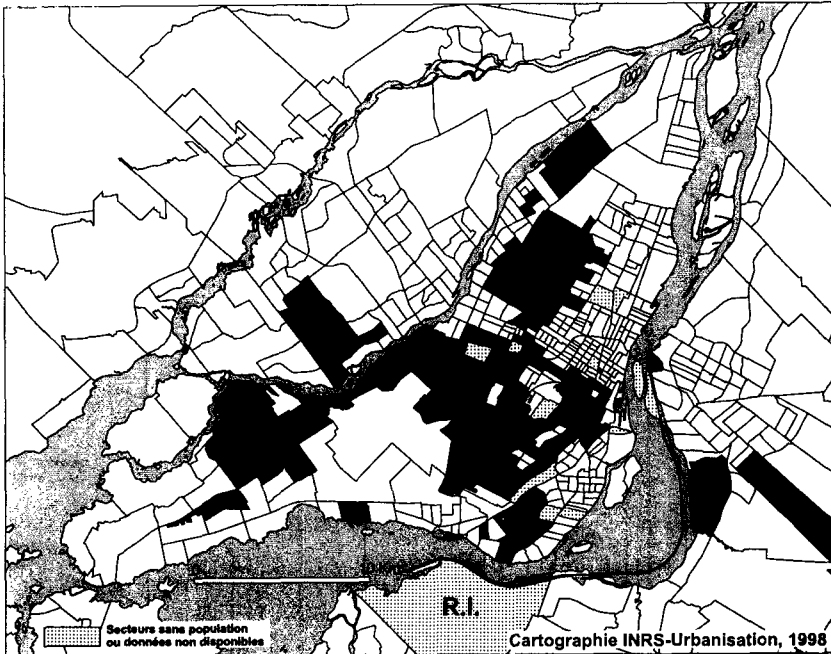 R.I.
Secteurs sans population
ou données non disponibles
Cartographie INRS-Urbanisation, 1998